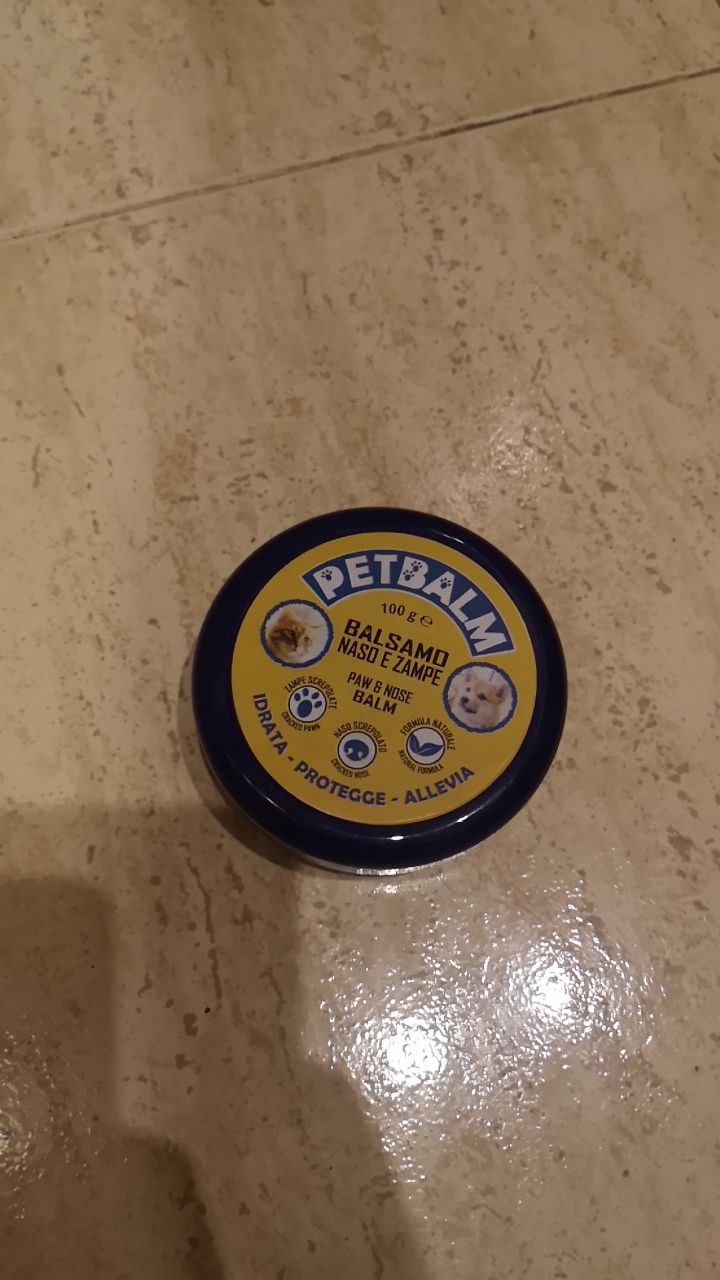 PETBALM
100 g ℮
BALSAMO
NASO E ZAMPE
PAW & NOSE
BALM
ZAMPE SCREPOLATE
CRACKED PAWN
NASO SCREPOLATO
CRACKED NOSE
FORMULA NATURALE
NATURAL FORMULA
IDRATA - PROTEGGE - ALLEVIA